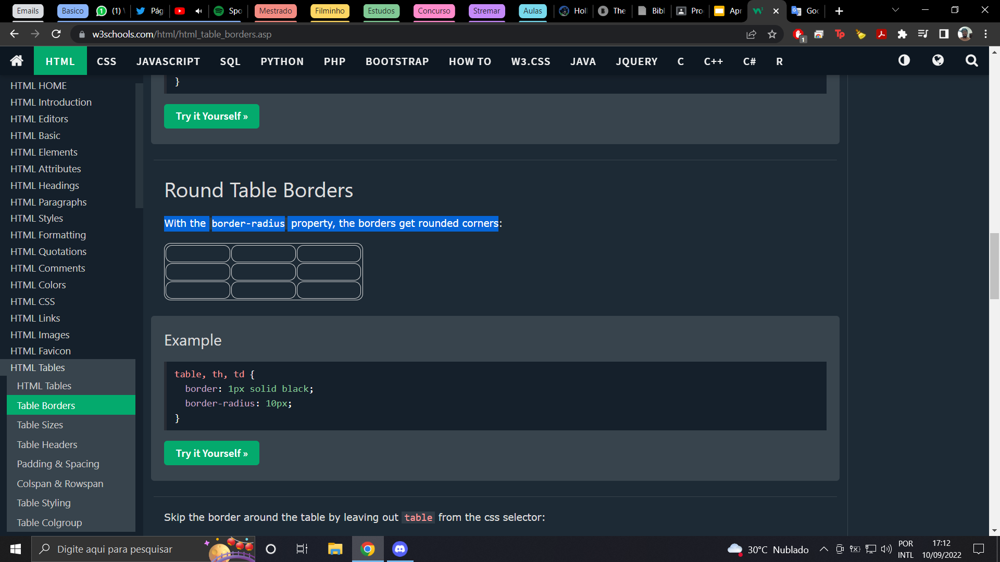 Emails
Basico
(1)
Pág
Spo
Mestrado
Filminho
Estudos
Concurso
Stremar
Aulas
Holl
The
Bibl
Pro
Apr
Goo
w3schools.com/html/html_table_borders.asp
1
HTML CSS JAVASCRIPT SQL PYTHON PHP BOOTSTRAP HOW TO W3.CSS JAVA JQUERY C C++ C# R
HTML HOME
HTML Introduction
HTML Editors
HTML Basic
HTML Elements
HTML Attributes
HTML Headings
HTML Paragraphs
HTML Styles
HTML Formatting
HTML Quotations
HTML Comments
HTML Colors
HTML CSS
HTML Links
HTML Images
HTML Favicon
HTML Tables
HTML Tables
Table Borders
Table Sizes
Table Headers
Padding & Spacing
Colspan & Rowspan
Table Styling
Table Colgroup
}
Try it Yourself »
Round Table Borders
With the border-radius property, the borders get rounded corners:
Example
table, th, td {
border: 1px solid black;
border-radius: 10px;
}
Try it Yourself »
Skip the border around the table by leaving out table from the css selector:
Digite aqui para pesquisar
30°C Nublado
POR
INTL
17:12
10/09/2022